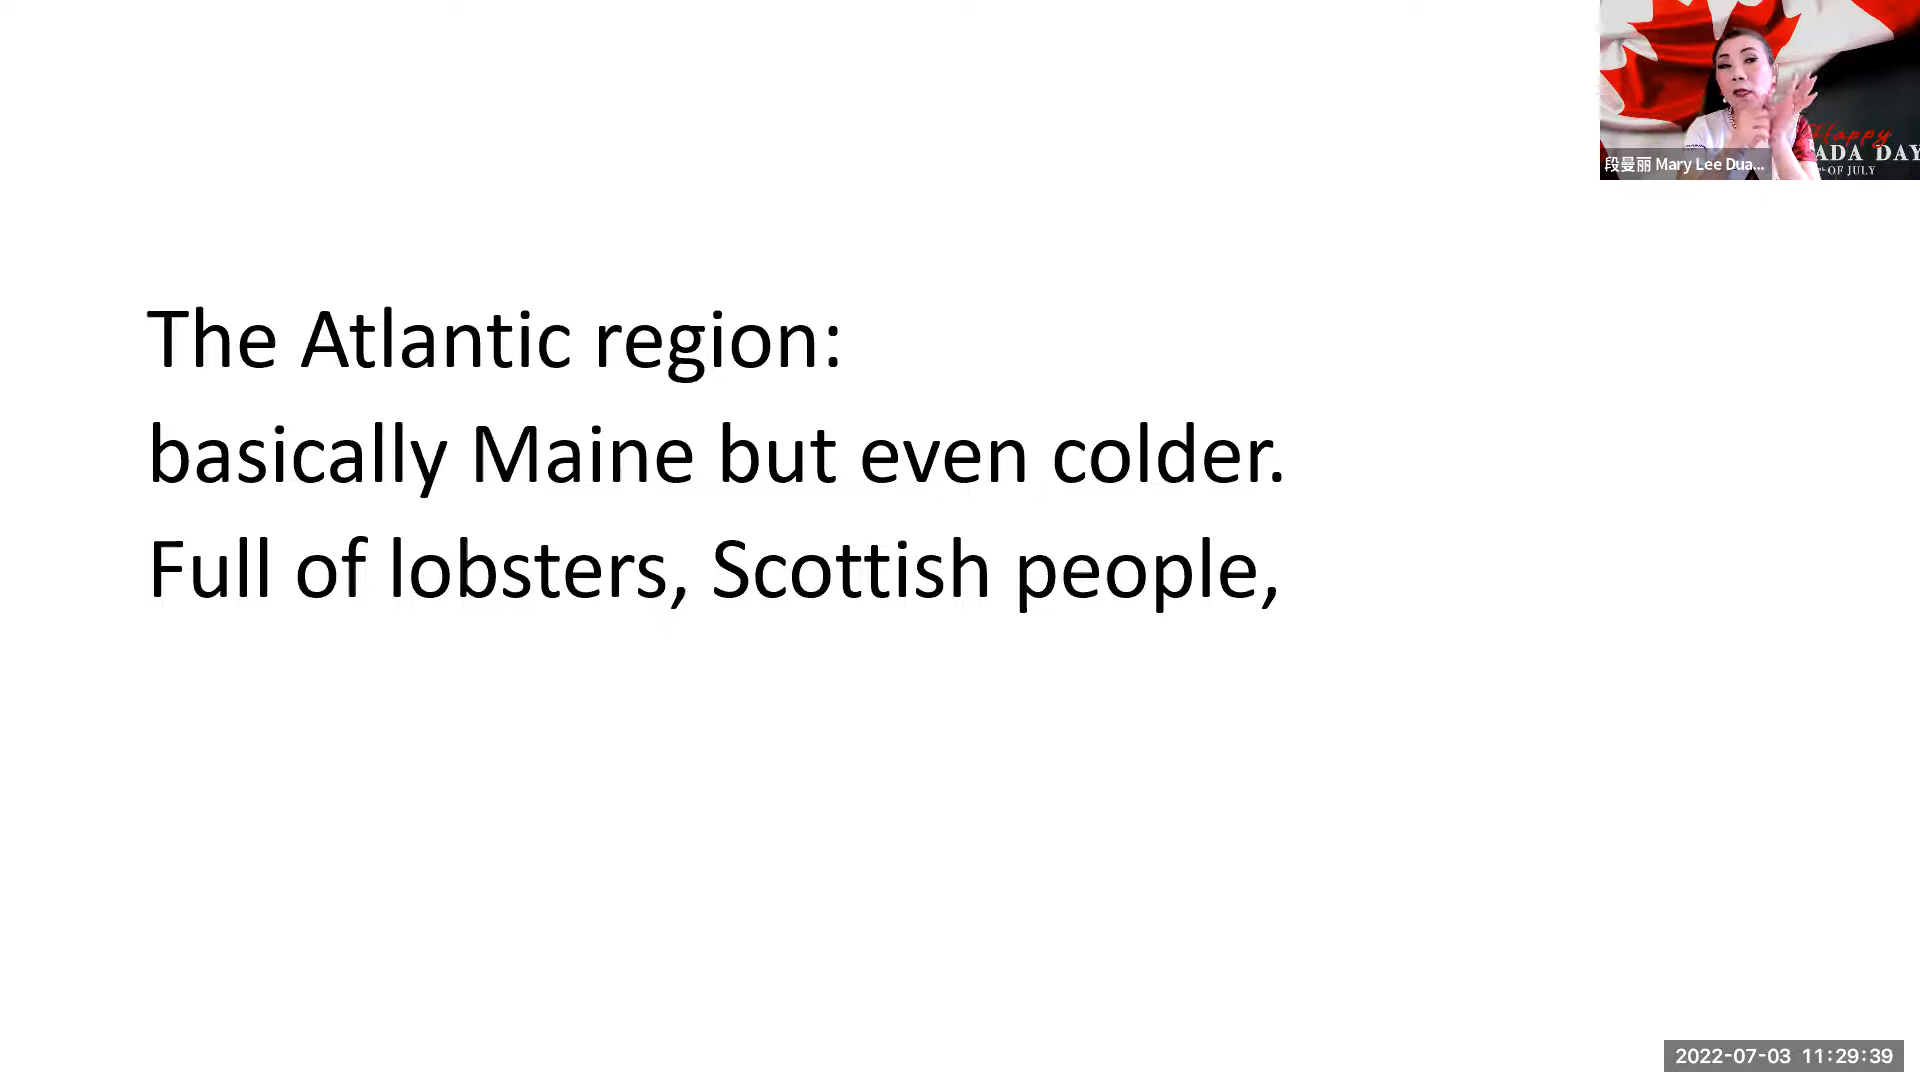 Happy
ADA DAY
OF JULY
段曼丽 Mary Lee Dua...
The Atlantic region:
basically Maine but even colder.
Full of lobsters, Scottish people,
2022-07-03 11:29:39